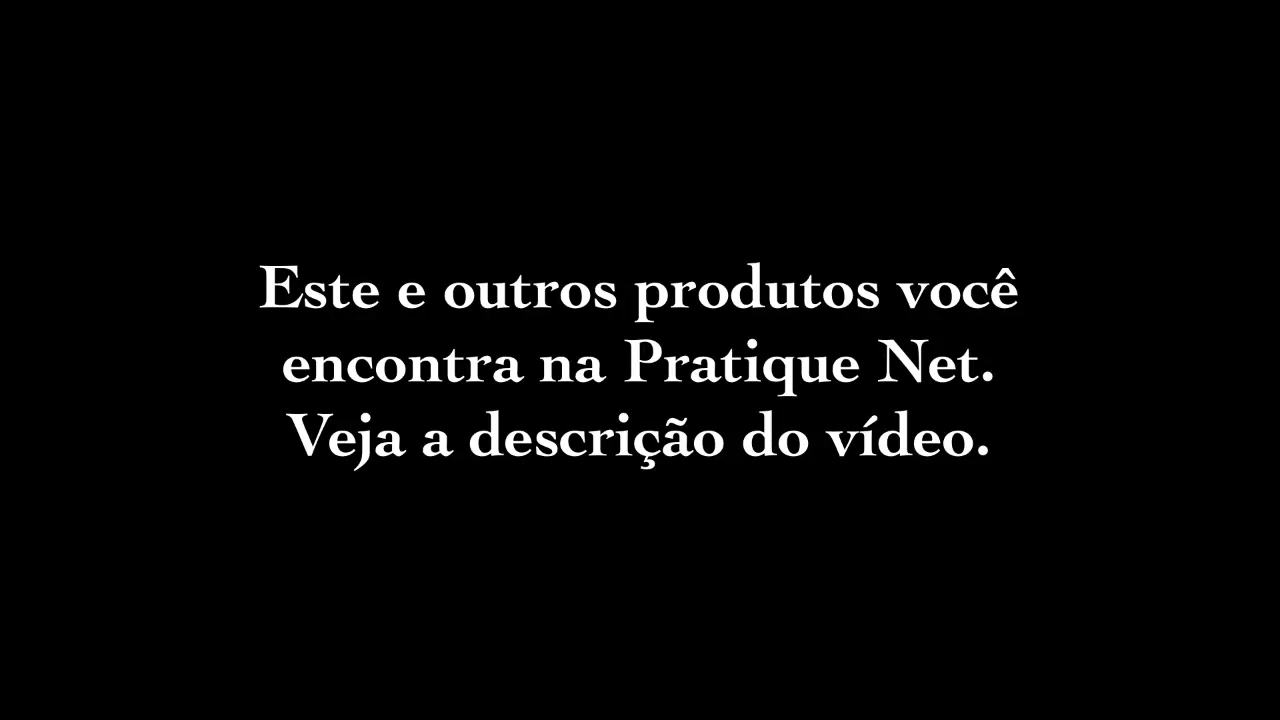 Este e outros produtos você
encontra na Pratique Net.
Veja a descrição do vídeo.